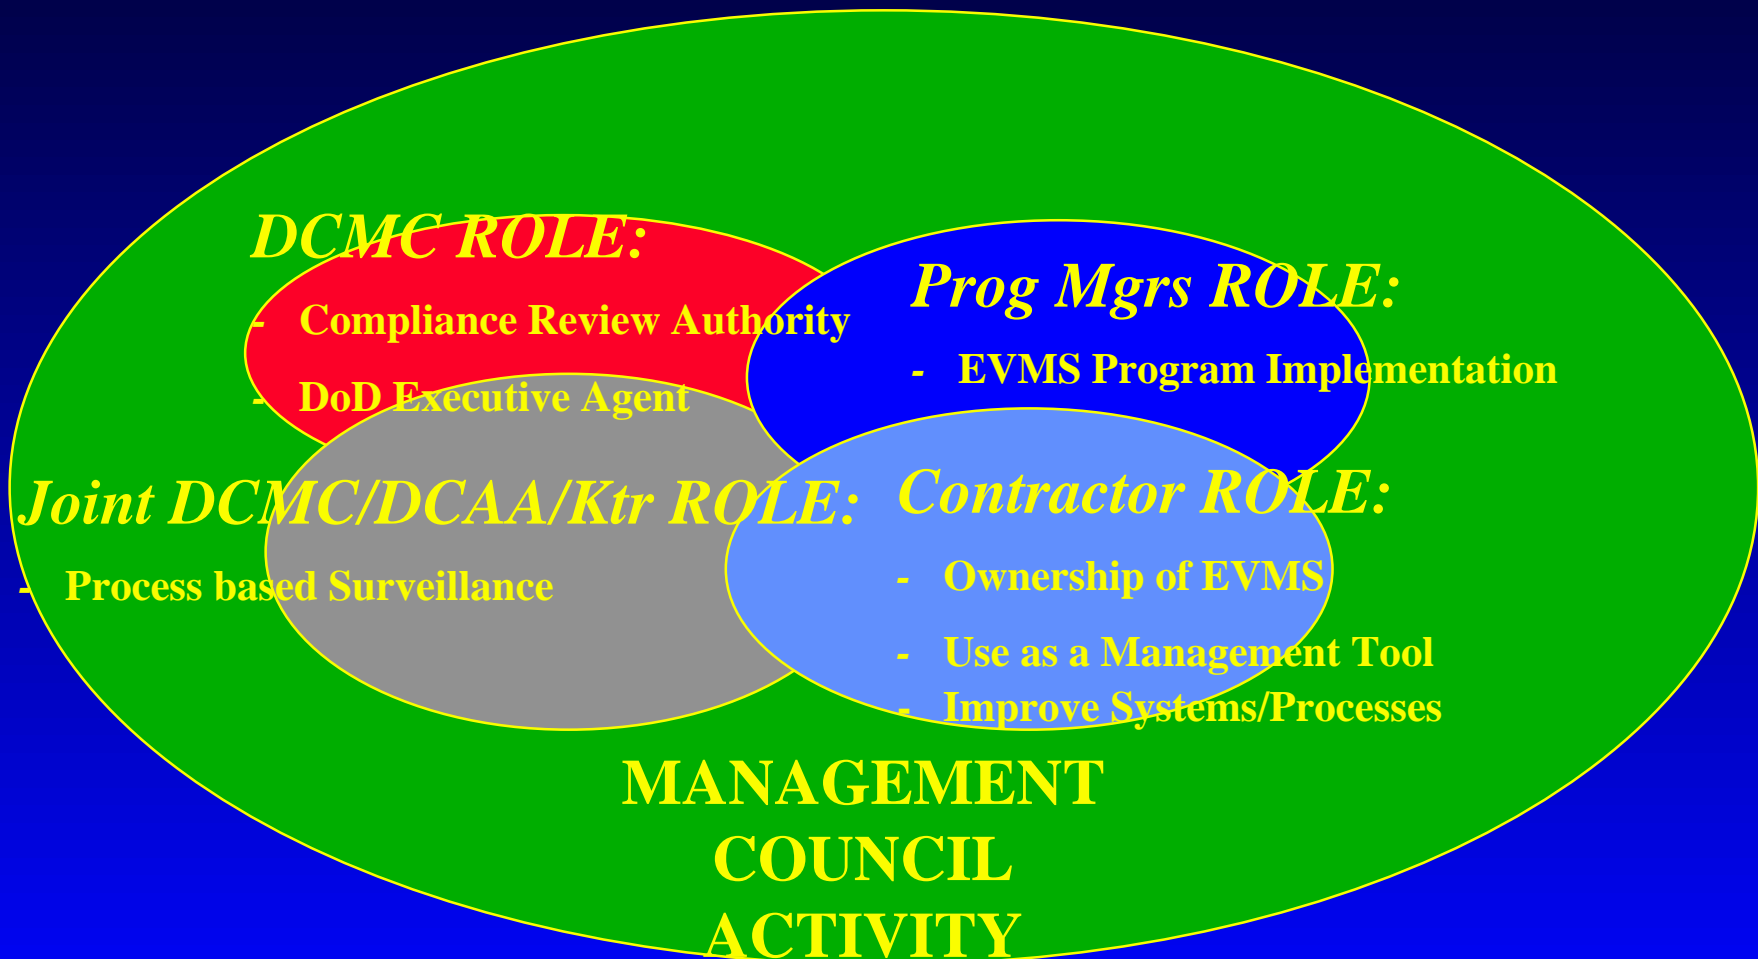 DCMC ROLE:
- Compliance Review Authority
- DoD Executive Agent
Prog Mgrs ROLE:
- EVMS Program Implementation
Joint DCMC/DCAA/Ktr ROLE:
- Process based Surveillance
Contractor ROLE:
- Ownership of EVMS
- Use as a Management Tool
- Improve Systems/Processes
MANAGEMENT
COUNCIL
ACTIVITY